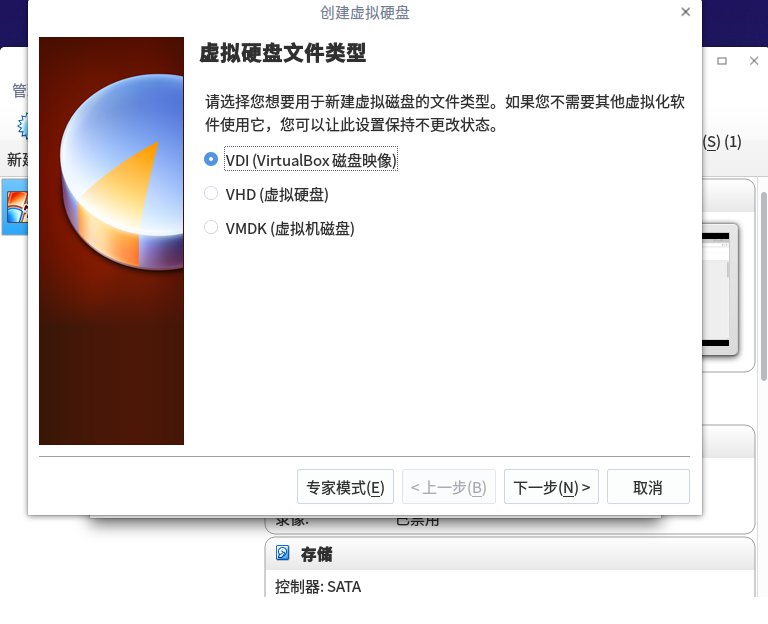 创建虚拟硬盘
虚拟硬盘文件类型
管
请选择您想要用于新建虚拟磁盘的文件类型。如果您不需要其他虚拟化软
件使用它，您可以让此设置保持不更改状态。
(S) (1)
新建
VDI (VirtualBox 磁盘映像)
VHD (虚拟硬盘)
VMDK (虚拟机磁盘)
专家模式(E)
< 上一步(B)
下一步(N) >
取消
录像:
已禁用
存储
控制器: SATA